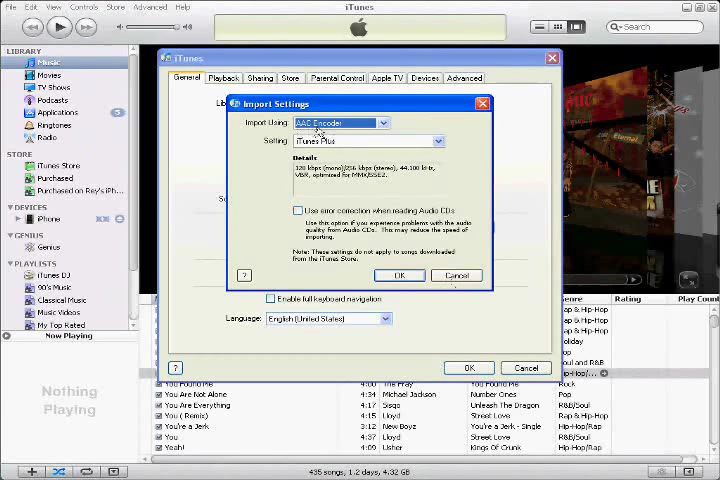 File Edit View Controls Store Advanced Help
iTunes
Search
LIBRARY
Music
Movies
TV Shows
Podcasts
Applications 5
Ringtones
Radio
STORE
iTunes Store
Purchased
Purchased on Rey's iPho
DEVICES
iPhone
GENIUS
Genius
PLAYLISTS
iTunes DJ
90's Music
Classical Music
Music Videos
My Top Rated
Now Playing
Nothing
Playing
iTunes
General Playback Sharing Store Parental Control Apple TV Devices Advanced
Import Settings
Import Using: AAC Encoder
Setting: iTunes Plus
Details
128 kbps (mono)/256 kbps (stereo), 44.100 kHz,
VBR, optimized for MMX/SSE2.
Use error correction when reading Audio CDs
Use this option if you experience problems with the audio
quality from Audio CDs. This may reduce the speed of
importing.
Note: These settings do not apply to songs downloaded
from the iTunes Store.
? OK Cancel
Enable full keyboard navigation
Language: English (United States)
? OK Cancel
Genre Rating Play Count
Rap & Hip-Hop
Rap & Hip-Hop
Rap & Hip-Hop
Holiday
Soul and R&B
Hip-Hop/...
You Found Me 4:00 The Fray You Found Me Rock
You Are Not Alone 4:34 Michael Jackson Number Ones Pop
You Are Everything 4:07 Sisqo Unleash The Dragon R&B/Soul
You ( Remix) 4:37 Lloyd Street Love Rap & Hip-Hop
You're a Jerk 3:12 New Boyz You're a Jerk - Single Hip-Hop/Rap
You 4:37 Lloyd Street Love R&B/Soul
Yeah! 4:10 Usher Street Love Hip-Hop/Rap
435 songs, 1.2 days, 4.32 GB